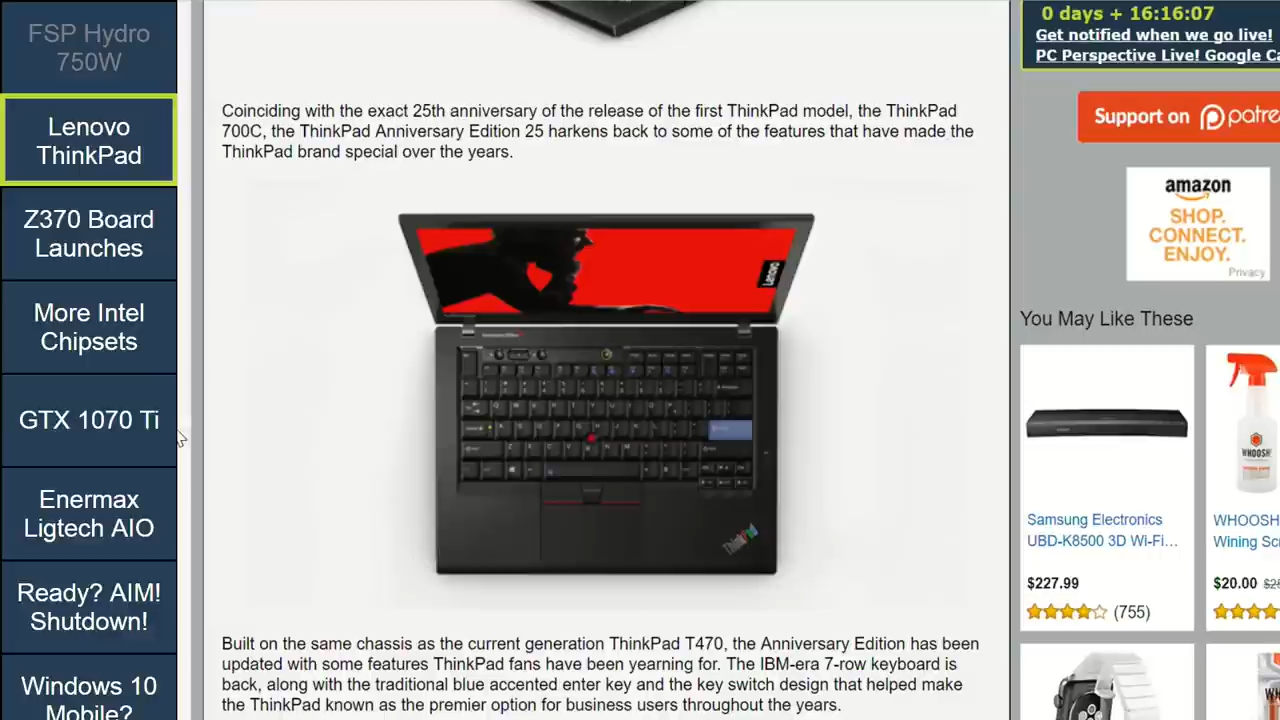 FSP Hydro
750W
Lenovo
ThinkPad
Z370 Board
Launches
More Intel
Chipsets
GTX 1070 Ti
Enermax
Ligtech AIO
Ready? AIM!
Shutdown!
Windows 10
Mobile?
Coinciding with the exact 25th anniversary of the release of the first ThinkPad model, the ThinkPad
700C, the ThinkPad Anniversary Edition 25 harkens back to some of the features that have made the
ThinkPad brand special over the years.
Lenovo
ThinkPad
Built on the same chassis as the current generation ThinkPad T470, the Anniversary Edition has been
updated with some features ThinkPad fans have been yearning for. The IBM-era 7-row keyboard is
back, along with the traditional blue accented enter key and the key switch design that helped make
the ThinkPad known as the premier option for business users throughout the years.
0 days + 16:16:07
Get notified when we go live!
PC Perspective Live! Google Ca
Support on patre
amazon
SHOP.
CONNECT.
ENJOY.
Privacy
You May Like These
Samsung Electronics
UBD-K8500 3D Wi-Fi…
$227.99
(755)
WHOOSH!
WHOOSH
Wining Scr
$20.00